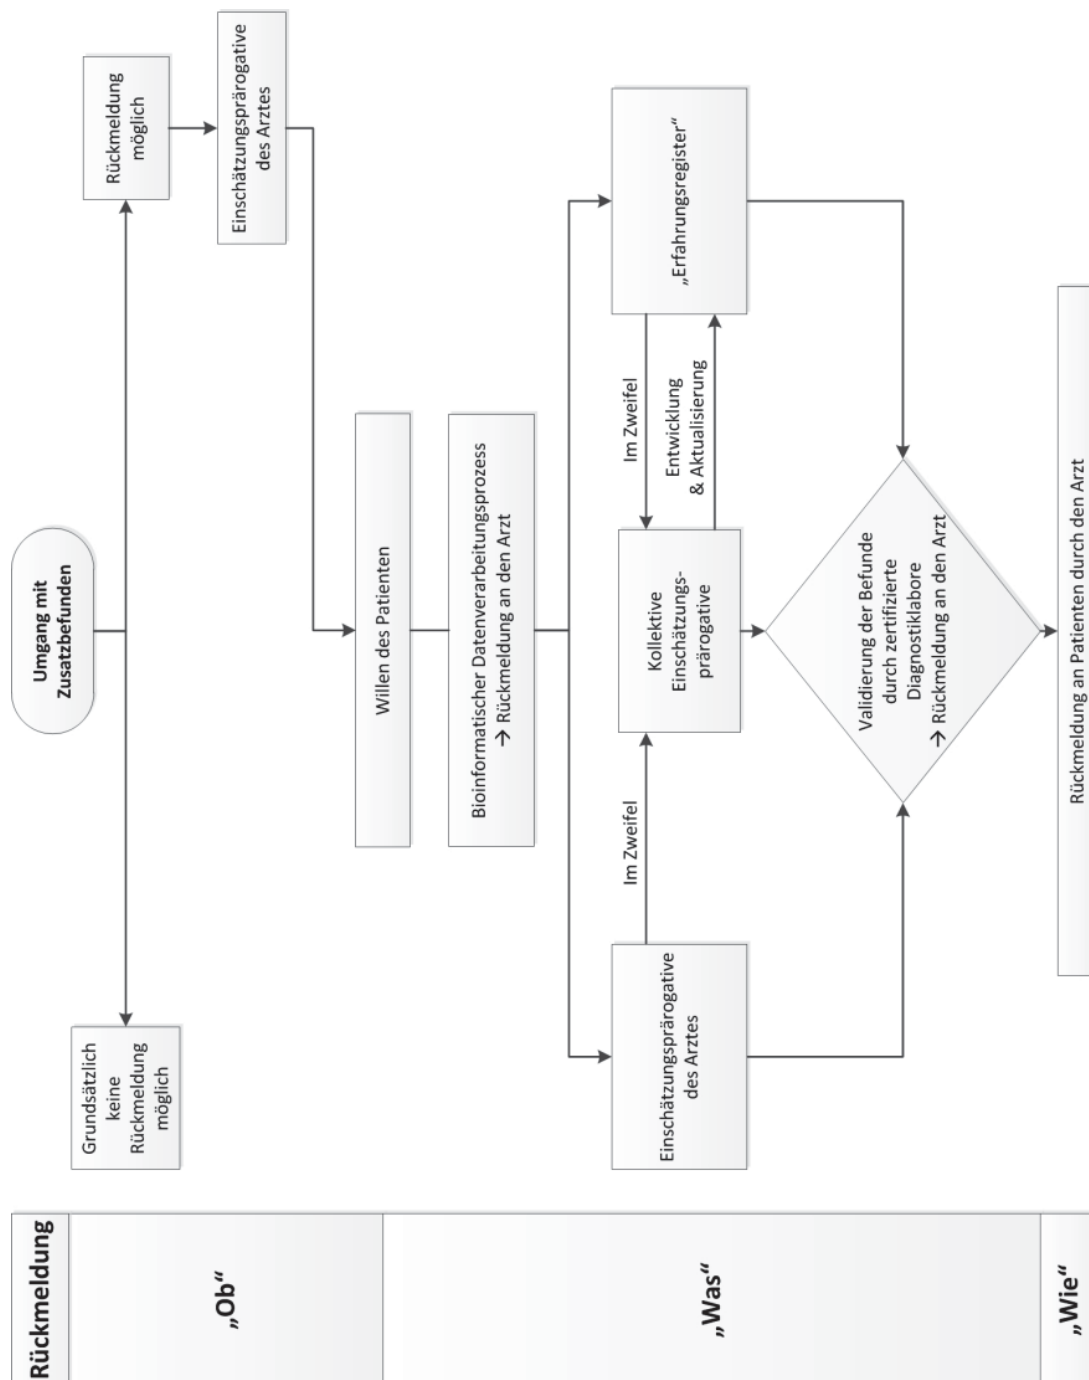 Rückmeldung
„Ob“
„Was“
„Wie“
Umgang mit
Zusatzbefunden
Grundsätzlich
keine
Rückmeldung
möglich
Rückmeldung
möglich
Einschätzungsprärogative
des Arztes
Willen des Patienten
Bioinformatischer Datenverarbeitungsprozess
→ Rückmeldung an den Arzt
Einschätzungsprärogative
des Arztes
Im Zweifel
Kollektive
Einschätzungs-
prärogative
Im Zweifel
Entwicklung
& Aktualisierung
„Erfahrungsregister“
Validierung der Befunde
durch zertifizierte
Diagnostiklabore
→ Rückmeldung an den Arzt
Rückmeldung an Patienten durch den Arzt